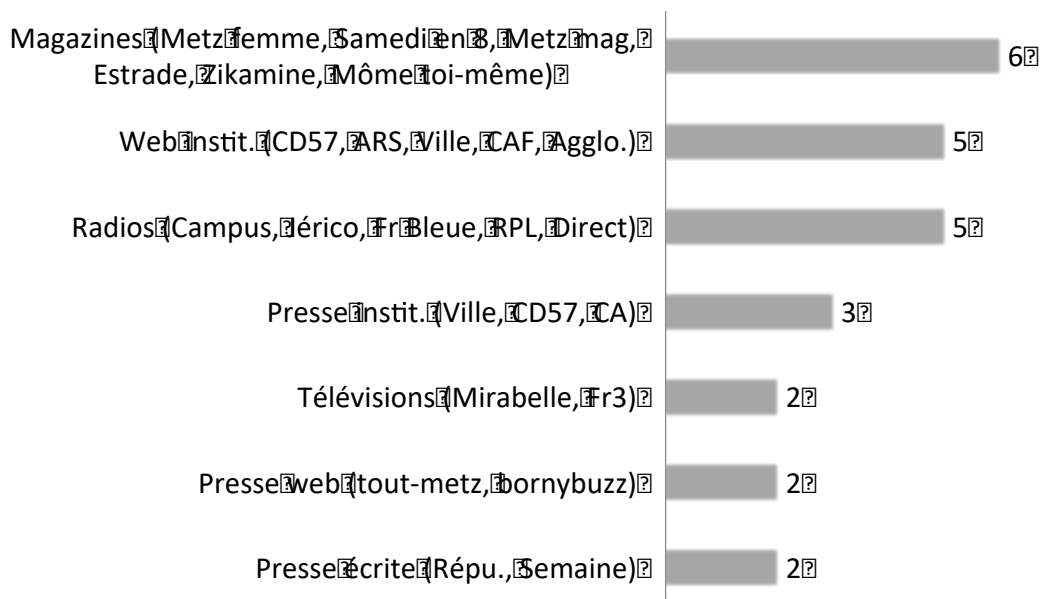 Magazines (Metz femme, Samedi en 8, Metz mag,
Estrade, Zikamine, Môme toi-même)
6
Web instit. (CD57, ARS, Ville, CAF, Agglo.)
5
Radios (Campus, Jérico, Fr Bleue, RPL, Direct)
5
Presse instit. (Ville, CD57, CA)
3
Télévisions (Mirabelle, Fr3)
2
Presse web (tout-metz, bornybuzz)
2
Presse écrite (Répu., Semaine)
2